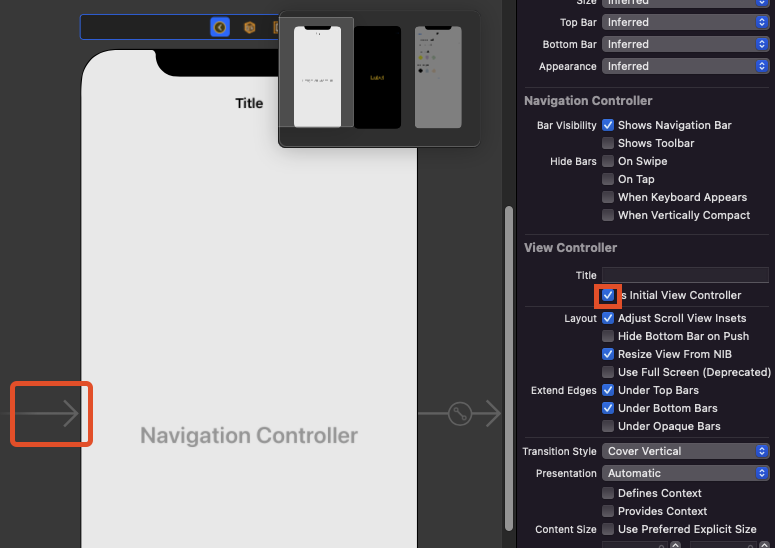 Title
Navigation Controller
Label
Size Inferred
Top Bar Inferred
Bottom Bar Inferred
Appearance Inferred
Navigation Controller
Bar Visibility Shows Navigation Bar
Shows Toolbar
Hide Bars On Swipe
On Tap
When Keyboard Appears
When Vertically Compact
View Controller
Title
Is Initial View Controller
Layout Adjust Scroll View Insets
Hide Bottom Bar on Push
Resize View From NIB
Use Full Screen (Deprecated)
Extend Edges Under Top Bars
Under Bottom Bars
Under Opaque Bars
Transition Style Cover Vertical
Presentation Automatic
Defines Context
Provides Context
Content Size Use Preferred Explicit Size